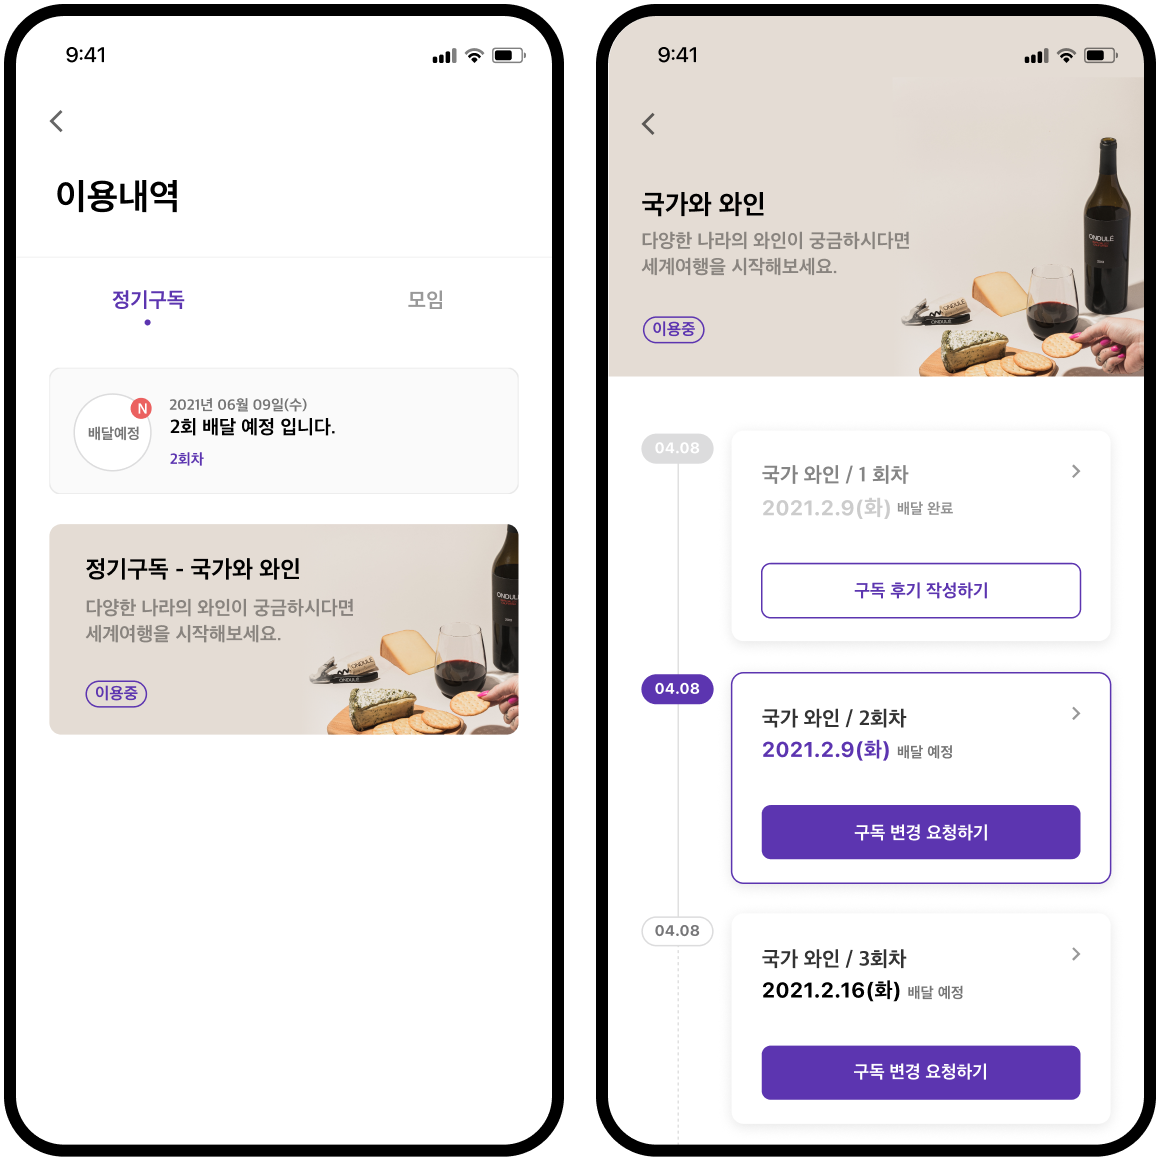 9:41
이용내역
정기구독
모임
N
배달예정
2021년 06월 09일(수)
2회 배달 예정 입니다.
2회차
정기구독 - 국가와 와인
다양한 나라의 와인이 궁금하시다면
세계여행을 시작해보세요.
이용중
ONDULÉ
ONDULÉ
9:41
국가와 와인
다양한 나라의 와인이 궁금하시다면
세계여행을 시작해보세요.
이용중
ONDULÉ
ONDULÉ
ONDULÉ
04.08
국가 와인 / 1 회차
2021.2.9(화) 배달 완료
구독 후기 작성하기
04.08
국가 와인 / 2회차
2021.2.9(화) 배달 예정
구독 변경 요청하기
04.08
국가 와인 / 3회차
2021.2.16(화) 배달 예정
구독 변경 요청하기